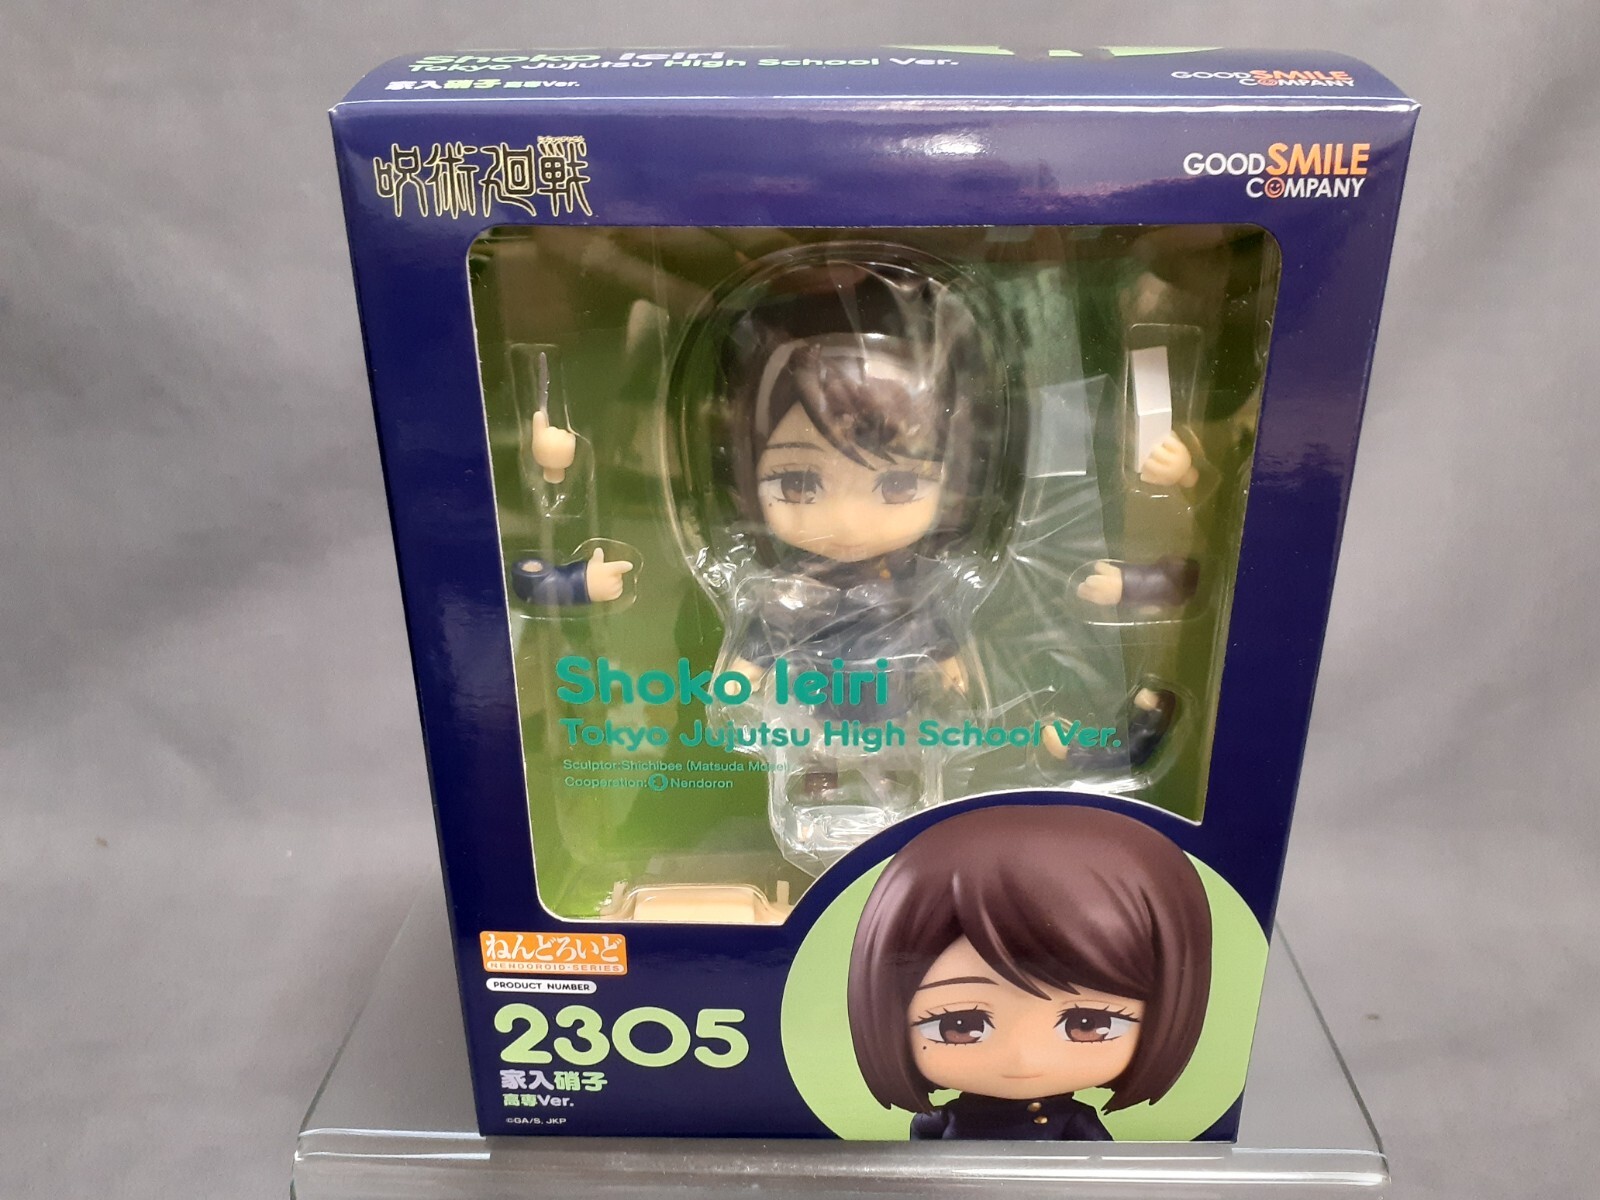 Shoko Ieiri
Tokyo Jujutsu High School Ver.
家入硝子 高専Ver.
GOOD SMILE
COMPANY
呪術廻戦
GOOD SMILE
COMPANY
Shoko Ieiri
Tokyo Jujutsu High School Ver.
Sculptor:Shichibee (Matsuda Model)
Cooperation: Nendoron
ねんどろいど
NENDOROID·SERIES
PRODUCT NUMBER
2305
家入硝子
高専Ver.
©GA/S, JKP